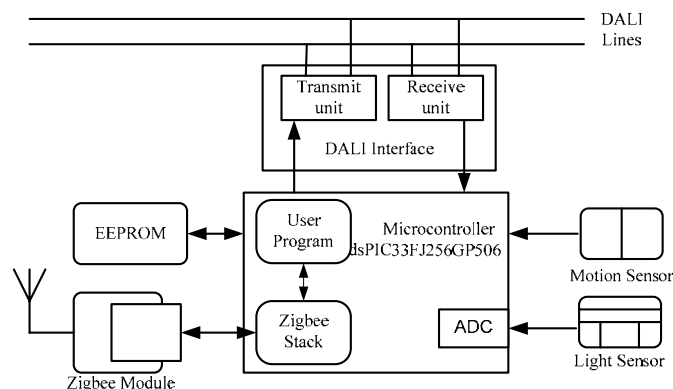 DALI
Lines
Transmit
unit
Receive
unit
DALI Interface
EEPROM
User
Program
Microcontroller
dsPIC33FJ256GP506
Motion Sensor
Zigbee
Stack
ADC
Light Sensor
Zigbee Module